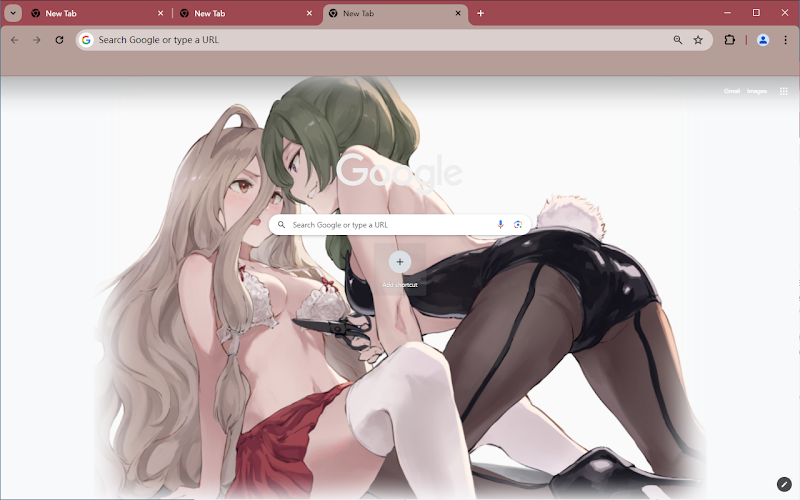 New Tab
New Tab
New Tab
Search Google or type a URL
Gmail Images
Google
Search Google or type a URL
Add shortcut